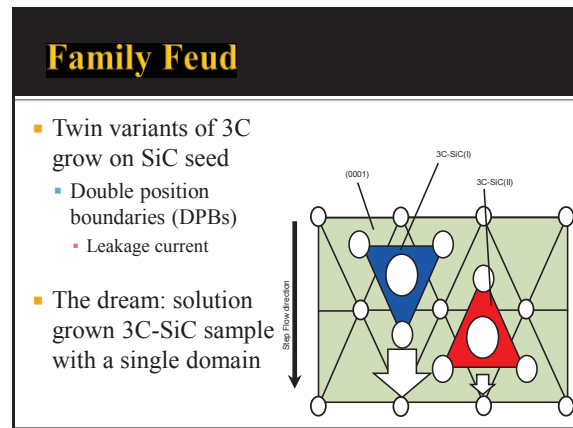 Family Feud
Twin variants of 3C
grow on SiC seed
Double position
boundaries (DPBs)
Leakage current
The dream: solution
grown 3C-SiC sample
with a single domain
3C-SiC(I)
(0001)
3C-SiC(II)
Step Flow direction